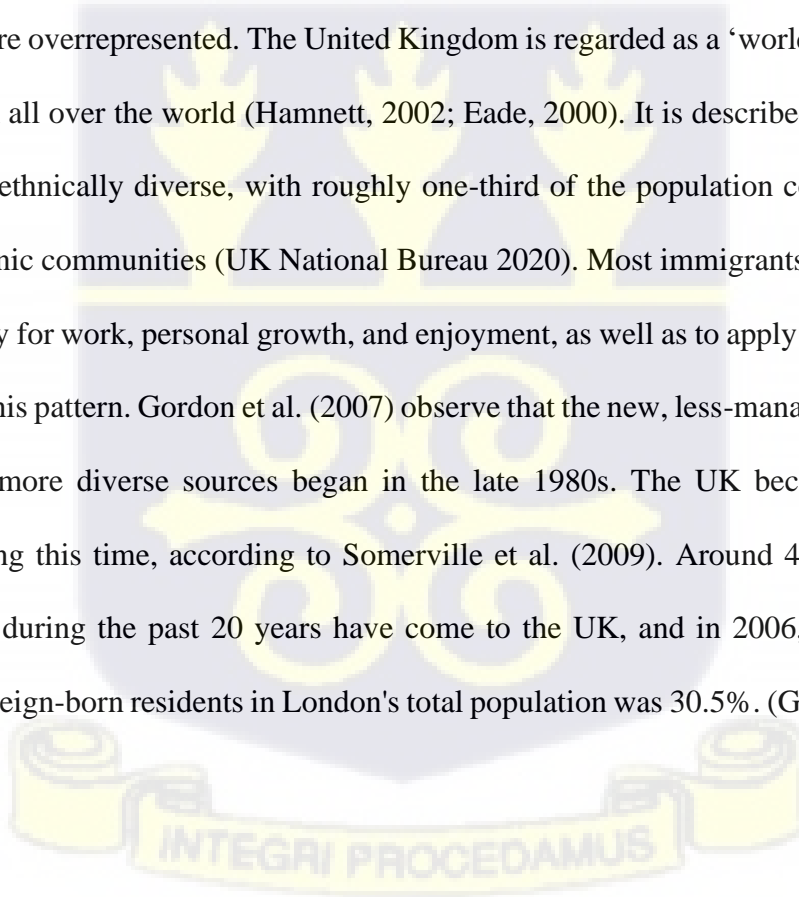 re overrepresented. The United Kingdom is regarded as a ‘worl
all over the world (Hamnett, 2002; Eade, 2000). It is describe
ethnically diverse, with roughly one-third of the population c
nic communities (UK National Bureau 2020). Most immigrants
y for work, personal growth, and enjoyment, as well as to apply
his pattern. Gordon et al. (2007) observe that the new, less-mana
more diverse sources began in the late 1980s. The UK bec
ng this time, according to Somerville et al. (2009). Around 4
during the past 20 years have come to the UK, and in 2006,
eign-born residents in London's total population was 30.5%. (G
INTEGRI PROCEDAMUS